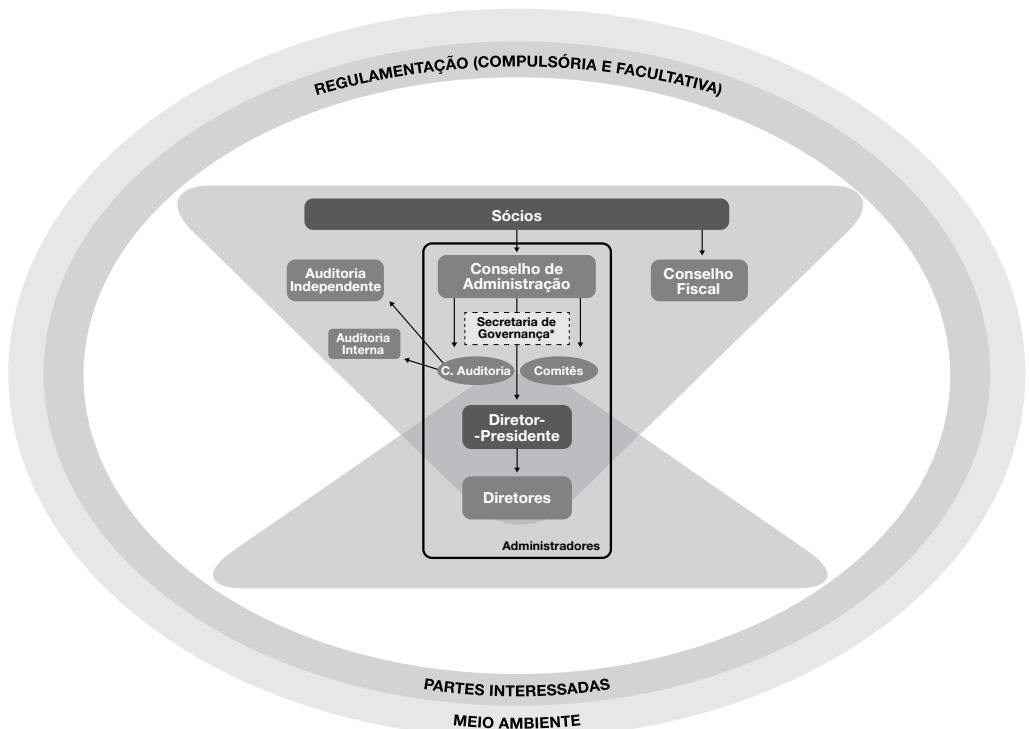 REGULAMENTAÇÃO (COMPULSÓRIA E FACULTATIVA)
Sócios
Auditoria
Independente
Conselho de
Administração
Conselho
Fiscal
Secretaria de
Governança*
Auditoria
Interna
C. Auditoria
Comitês
Diretor-
-Presidente
Diretores
Administradores
PARTES INTERESSADAS
MEIO AMBIENTE